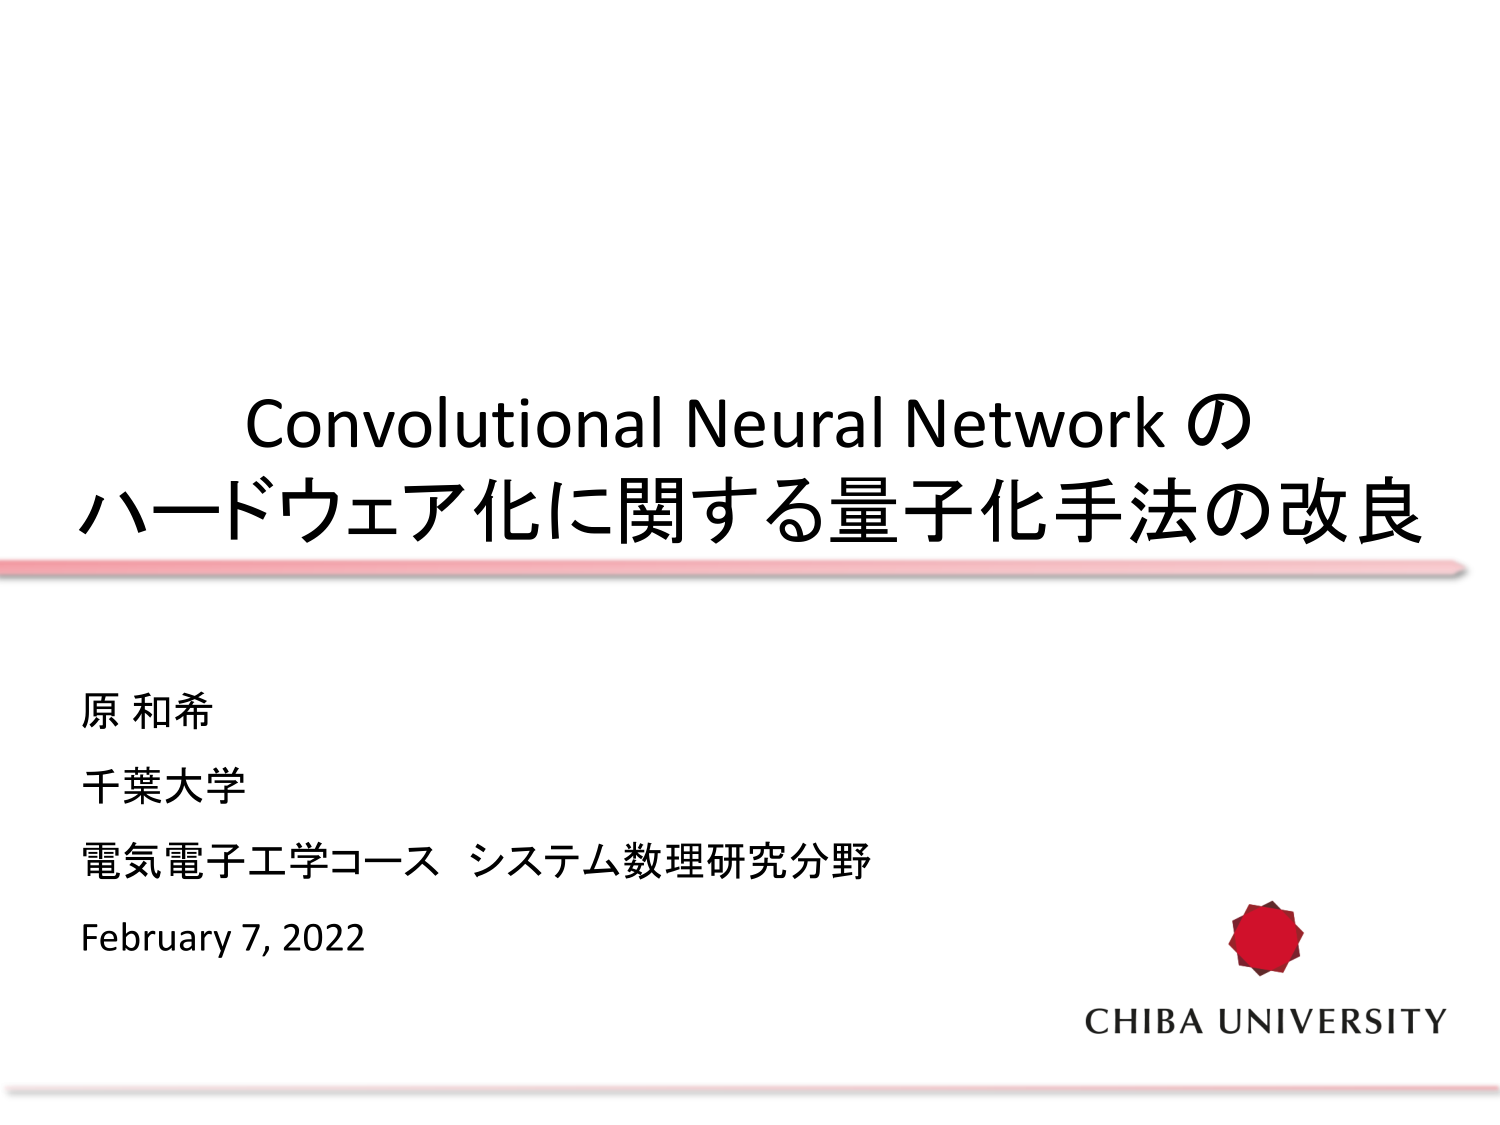 Convolutional Neural Network の
ハードウェア化に関する量子化手法の改良
原 和希
千葉大学
電気電子工学コース　システム数理研究分野
February 7, 2022
CHIBA UNIVERSITY